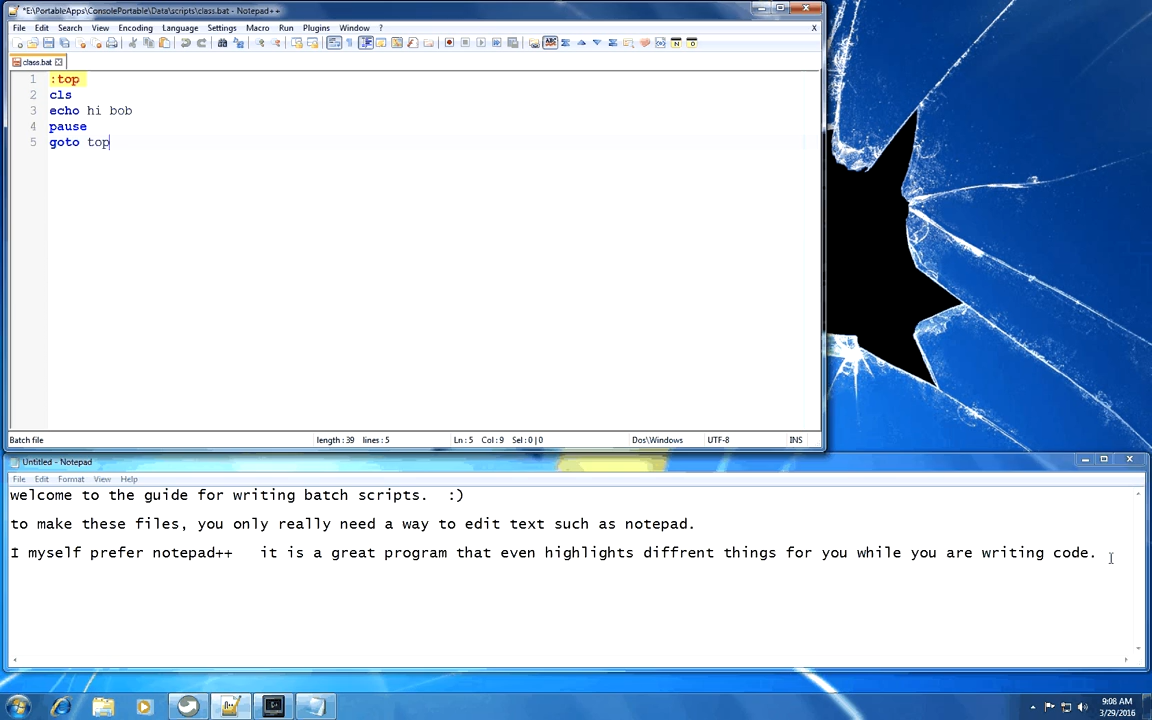 *E:\PortableApps\ConsolePortable\Data\scripts\class.bat - Notepad++
File Edit Search View Encoding Language Settings Macro Run Plugins Window ? X
class.bat
1 :top
2 cls
3 echo hi bob
4 pause
5 goto top
Batch file length : 39 lines : 5 Ln : 5 Col : 9 Sel : 0 | 0 Dos\Windows UTF-8 INS
Untitled - Notepad
File Edit Format View Help
welcome to the guide for writing batch scripts. :)
to make these files, you only really need a way to edit text such as notepad.
I myself prefer notepad++ it is a great program that even highlights diffrent things for you while you are writing code.
9:08 AM
3/29/2016